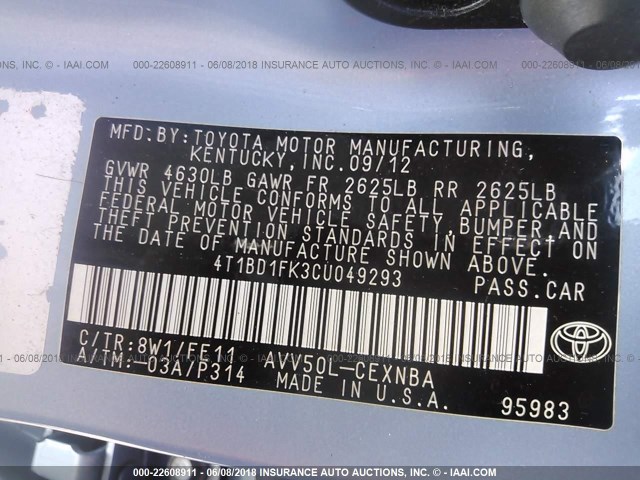 000-22608911 - 06/08/2018 INSURANCE AUTO AUCTIONS, INC. © - IAAI.COM
MFD.BY:TOYOTA MOTOR MANUFACTURING,
KENTUCKY,INC.09/12
GVWR 4630LB GAWR FR 2625LB RR 2625LB
THIS VEHICLE CONFORMS TO ALL APPLICABLE
FEDERAL MOTOR VEHICLE SAFETY,BUMPER,AND
THEFT PREVENTION STANDARDS IN EFFECT ON
THE DATE OF MANUFACTURE SHOWN ABOVE.
4T1BD1FK3CU049293
PASS.CAR
C/TR:8W1/FE11 AVV50L-CEXNBA
A/TM:-03A/P314
MADE IN U.S.A.
95983
TOYOTA
000-22608911 - 06/08/2018 INSURANCE AUTO AUCTIONS, INC. © - IAAI.COM